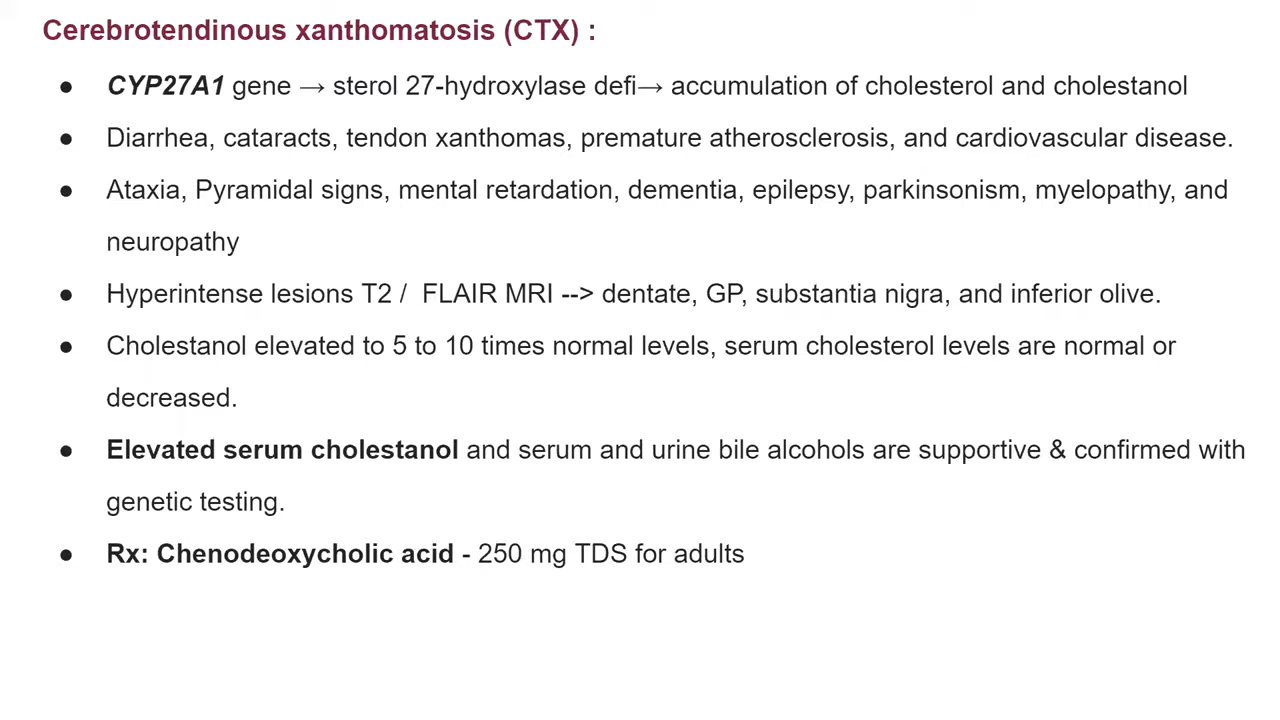 Cerebrotendinous xanthomatosis (CTX) :
● CYP27A1 gene → sterol 27-hydroxylase defi→ accumulation of cholesterol and cholestanol
● Diarrhea, cataracts, tendon xanthomas, premature atherosclerosis, and cardiovascular disease.
● Ataxia, Pyramidal signs, mental retardation, dementia, epilepsy, parkinsonism, myelopathy, and
neuropathy
● Hyperintense lesions T2 /  FLAIR MRI --> dentate, GP, substantia nigra, and inferior olive.
● Cholestanol elevated to 5 to 10 times normal levels, serum cholesterol levels are normal or
decreased.
● Elevated serum cholestanol and serum and urine bile alcohols are supportive & confirmed with
genetic testing.
● Rx: Chenodeoxycholic acid - 250 mg TDS for adults